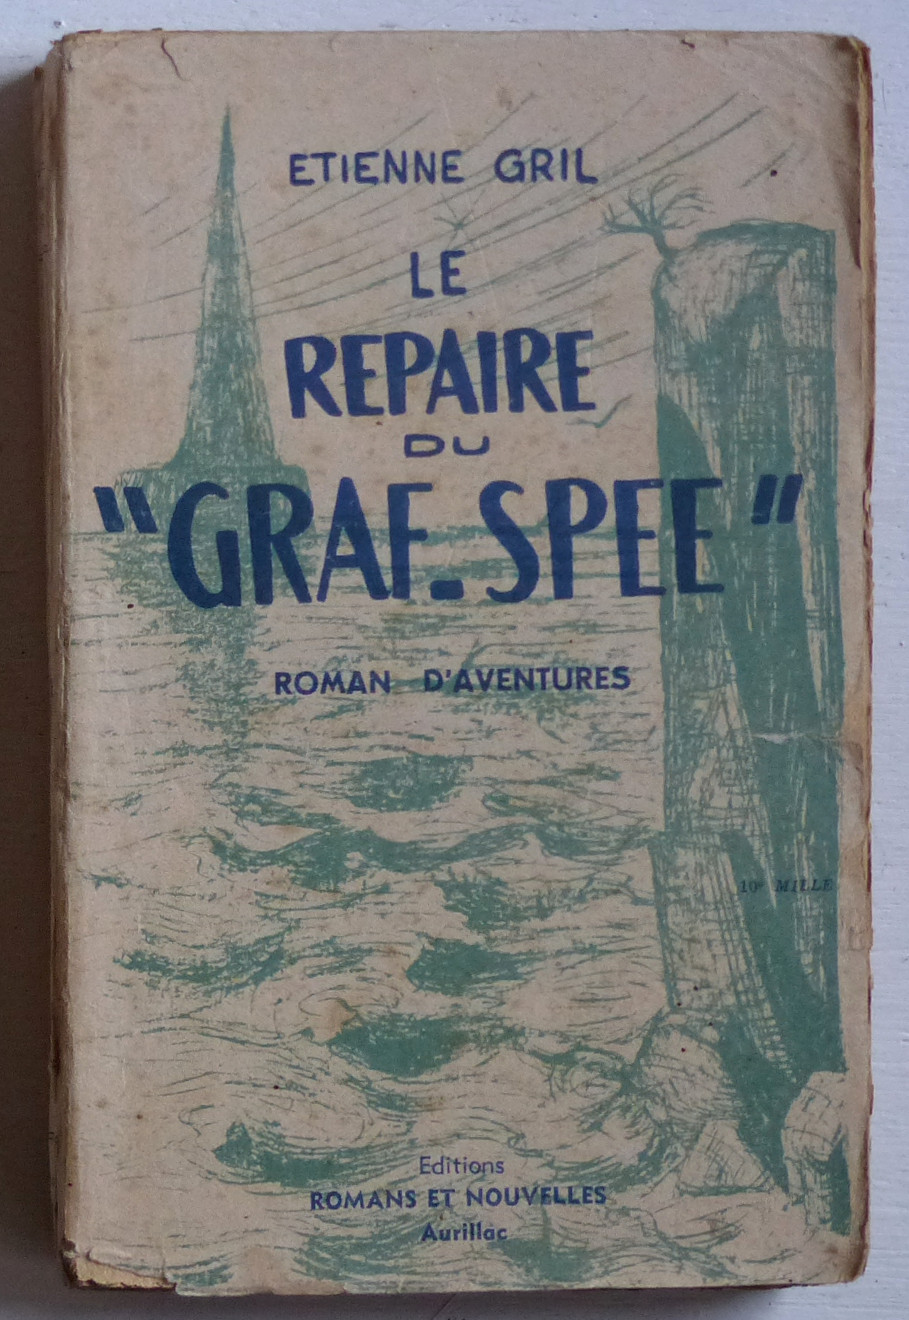 ETIENNE GRIL
LE
REPAIRE
DU
"GRAF. SPEE"
ROMAN D'AVENTURES
10e MILLE
Editions
ROMANS ET NOUVELLES
Aurillac